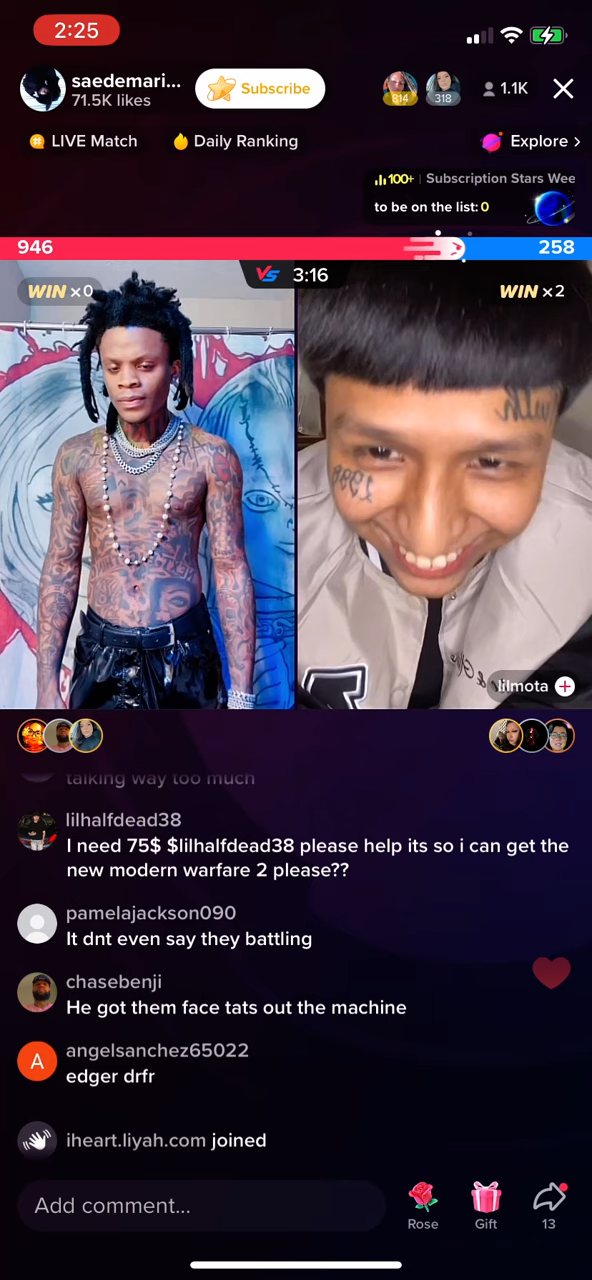 2:25
saedemari...
71.5K likes
Subscribe
814
318
1.1K
LIVE Match
Daily Ranking
Explore >
100+ | Subscription Stars Wee
to be on the list: 0
946
258
WIN x0
VS 3:16
WIN x2
1998
lilmota
talking way too much
lilhalfdead38
I need 75$ $lilhalfdead38 please help its so i can get the
new modern warfare 2 please??
pamelajackson090
It dnt even say they battling
chasebenji
He got them face tats out the machine
A
angelsanchez65022
edger drfr
iheart.liyah.com joined
Add comment...
Rose
Gift
13